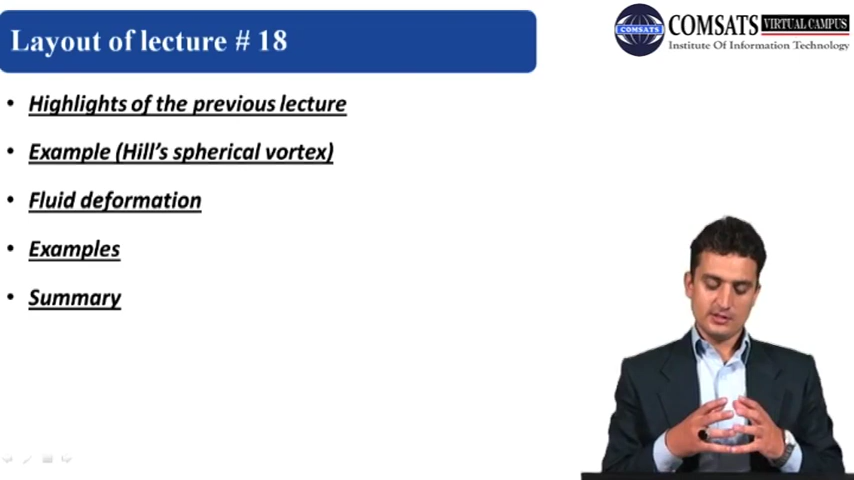 Layout of lecture # 18
COMSATS VIRTUAL CAMPUS
Institute Of Information Technology
COMSATS
• Highlights of the previous lecture
• Example (Hill's spherical vortex)
• Fluid deformation
• Examples
• Summary